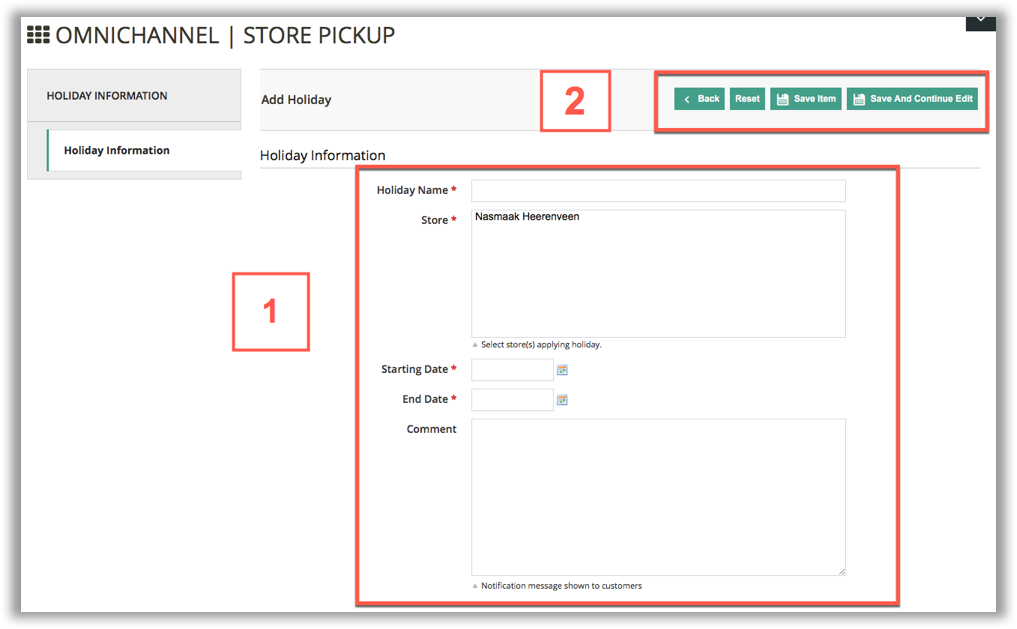 OMNICHANNEL | STORE PICKUP
HOLIDAY INFORMATION
Holiday Information
Add Holiday
2
Back
Reset
Save Item
Save And Continue Edit
Holiday Information
1
Holiday Name *
Store *
Nasmaak Heerenveen
Select store(s) applying holiday.
Starting Date *
End Date *
Comment
Notification message shown to customers